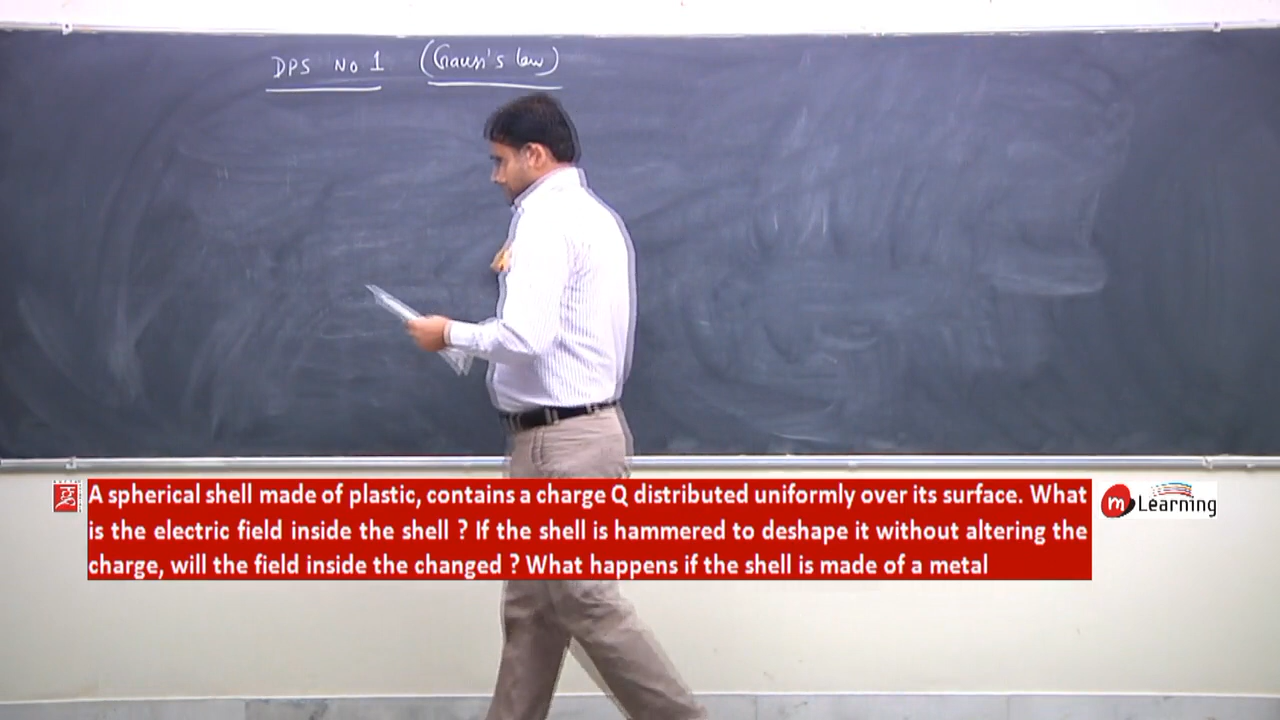 DPS No 1 (Gauss's law)
A spherical shell made of plastic, contains a charge Q distributed uniformly over its surface. What
is the electric field inside the shell ? If the shell is hammered to deshape it without altering the
charge, will the field inside the changed ? What happens if the shell is made of a metal
m Learning